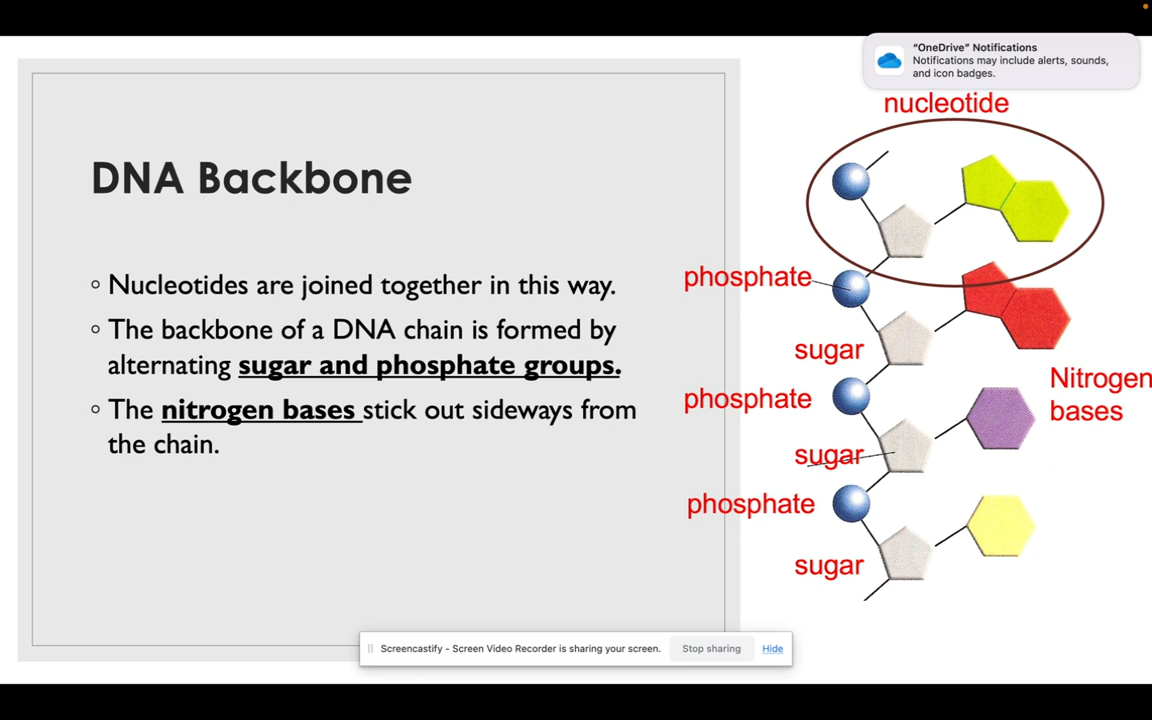 “OneDrive” Notifications
Notifications may include alerts, sounds,
and icon badges.
nucleotide
DNA Backbone
◦ Nucleotides are joined together in this way.
◦ The backbone of a DNA chain is formed by
alternating sugar and phosphate groups.
◦ The nitrogen bases stick out sideways from
the chain.
phosphate
sugar
phosphate
Nitrogen
bases
sugar
phosphate
sugar
Screencastify - Screen Video Recorder is sharing your screen.
Stop sharing
Hide